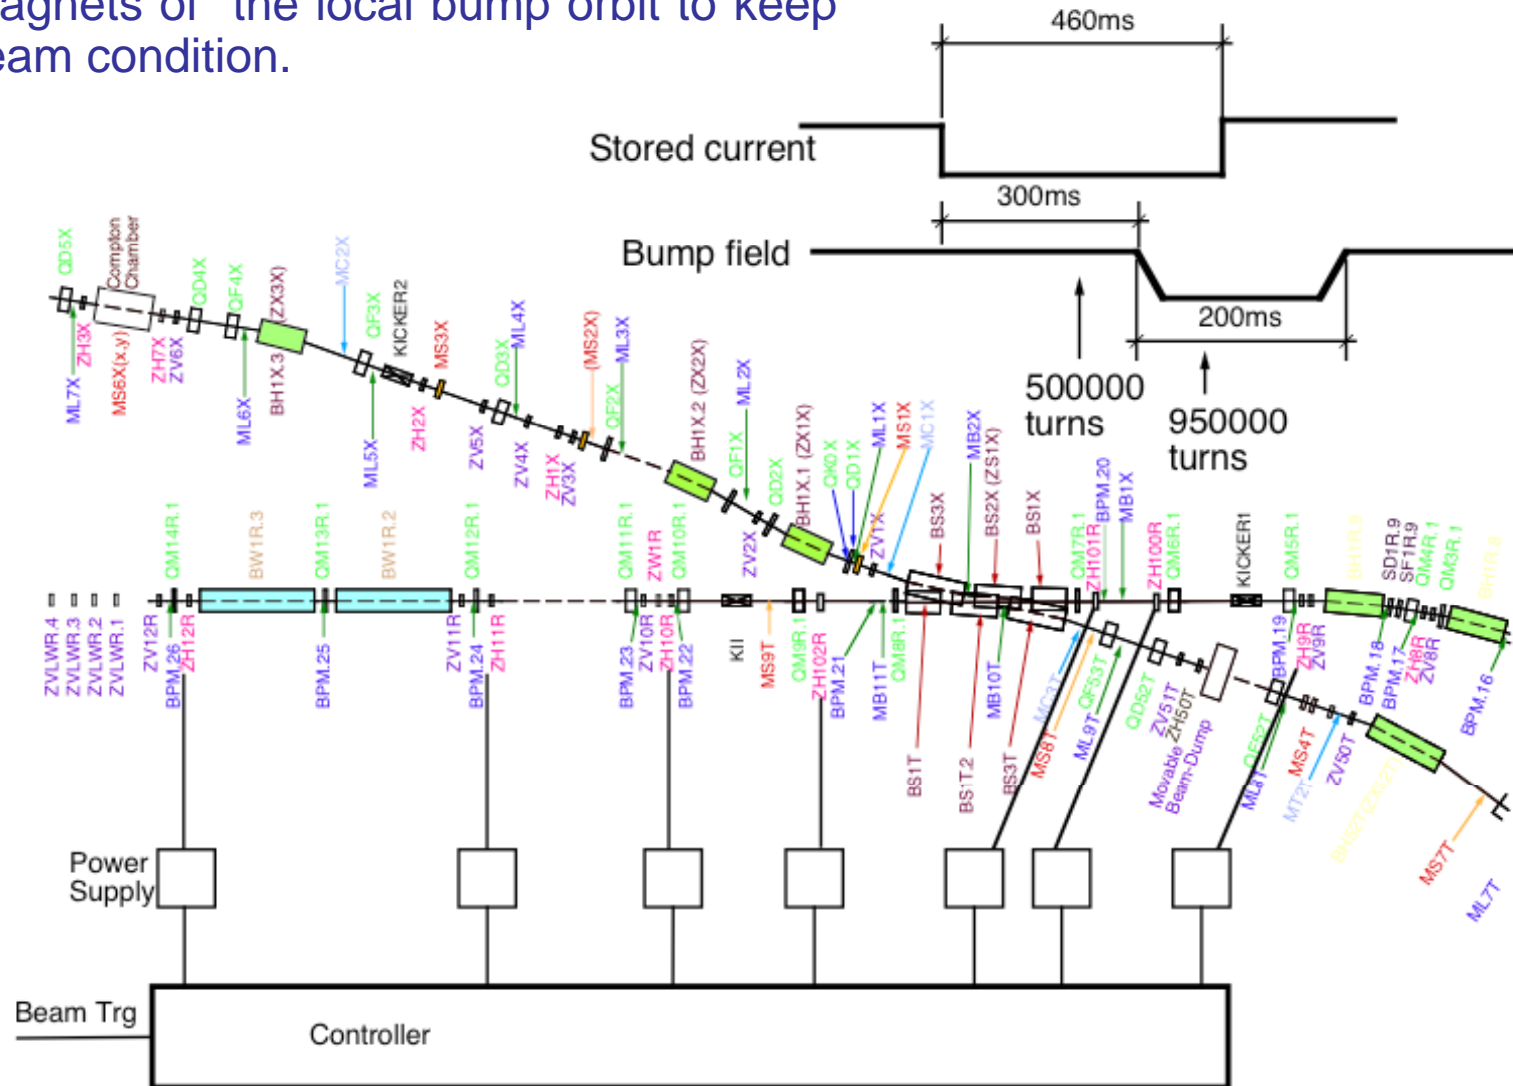 agnets of the local bump orbit to keep
eam condition.
460ms
Stored current
300ms
Bump field
200ms
500000
turns
950000
turns
QD5X
Compton
Chamber
QD4X
QF4X
BH1X.3 (ZX3X)
MC2X
QF3X
KICKER2
MS3X
QD3X
ML4X
(MS2X)
QF2X
ML3X
BH1X.2 (ZX2X)
ML2X
QF1X
QD2X
BH1X.1 (ZX1X)
QK0X
QD1X
ML1X
MS1X
MC1X
MB2X
BS3X
BS2X (ZS1X)
BS1X
QM7R.1
ZH101R
BPM.20
MB1X
ZH100R
QM6R.1
KICKER1
QM5R.1
BH1R.9
SD1R.9
SF1R.9
QM4R.1
QM3R.1
BH1R.8
ML7X
ZH3X
MS6X(x,y)
ZH7X
ZV6X
ML6X
ML5X
ZH2X
ZV5X
ZV4X
ZH1X
ZV3X
ZV2X
ZV1X
QM14R.1
BW1R.3
QM13R.1
BW1R.2
QM12R.1
QM11R.1
ZW1R
QM10R.1
ZVLWR.4
ZVLWR.3
ZVLWR.2
ZVLWR.1
ZV12R
BPM.26
ZH12R
BPM.25
ZV11R
BPM.24
ZH11R
BPM.23
ZV10R
ZH10R
BPM.22
KII
MS9T
QM9R.1
ZH102R
BPM.21
MB11T
QM8R.1
BS1T
BS1T.2
MB10T
BS3T
MC3T
MS8T
QF53T
ML9T
QD52T
ZV51T
ZH50T
Movable
Beam-Dump
BPM.19
ZH9R
ZV9R
QF52T
ML8T
MS4T
ZV50T
BPM.18
BPM.17
ZH8R
ZV8R
BPM.16
MS7T
ML7T
Power
Supply
Beam Trg
Controller